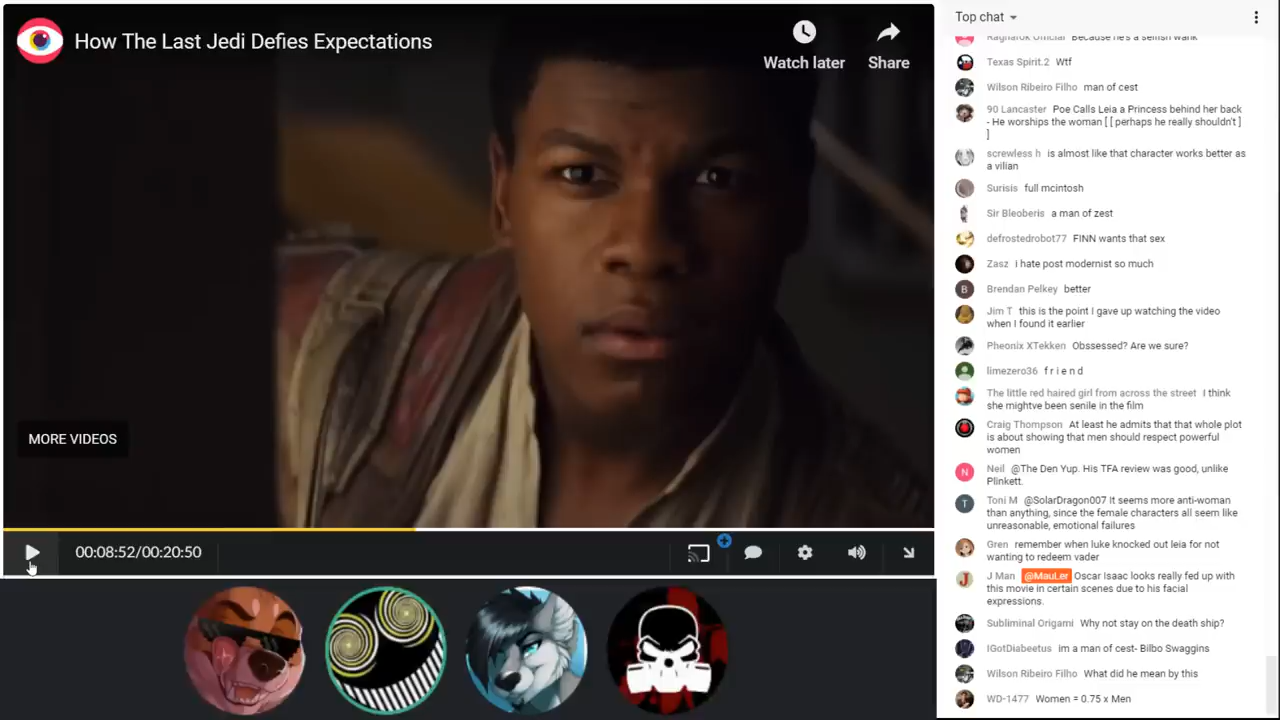 How The Last Jedi Defies Expectations
Watch later
Share
MORE VIDEOS
00:08:52/00:20:50
Top chat
Ragnarok Official Because he's a selfish wank
Texas Spirit.2 Wtf
Wilson Ribeiro Filho man of cest
90 Lancaster Poe Calls Leia a Princess behind her back
- He worships the woman [ [ perhaps he really shouldn't ]
]
screwless h is almost like that character works better as
a vilian
Surisis full mcintosh
Sir Bleoberis a man of zest
defrostedrobot77 FINN wants that sex
Zasz i hate post modernist so much
B
Brendan Pelkey better
Jim T this is the point I gave up watching the video
when I found it earlier
Pheonix XTekken Obssessed? Are we sure?
limezero36 f r i e n d
The little red haired girl from across the street I think
she mightve been senile in the film
Craig Thompson At least he admits that that whole plot
is about showing that men should respect powerful
women
N
Neil @The Den Yup. His TFA review was good, unlike
Plinkett.
T
Toni M @SolarDragon007 It seems more anti-woman
than anything, since the female characters all seem like
unreasonable, emotional failures
Gren remember when luke knocked out leia for not
wanting to redeem vader
J
J Man @MauLer Oscar Isaac looks really fed up with
this movie in certain scenes due to his facial
expressions.
Subliminal Origami Why not stay on the death ship?
IGotDiabeetus im a man of cest- Bilbo Swaggins
Wilson Ribeiro Filho What did he mean by this
WD-1477 Women = 0.75 x Men